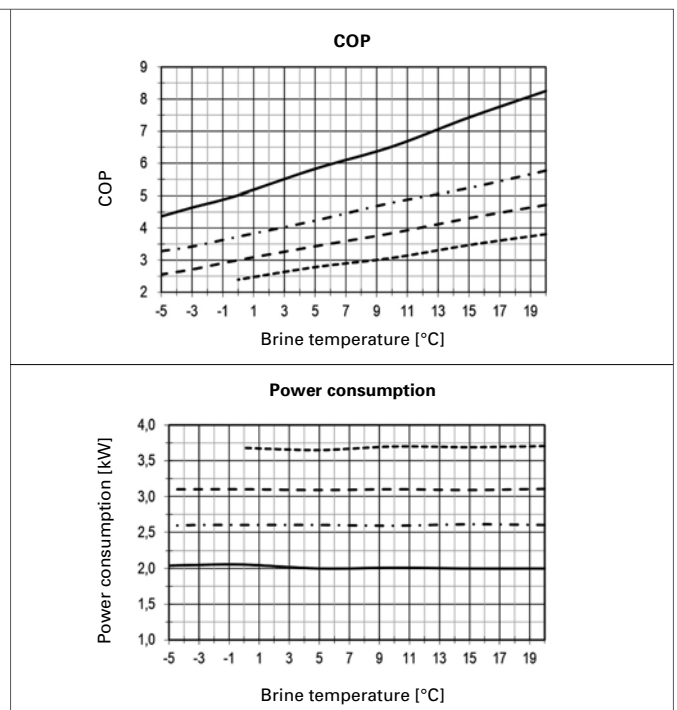 COP
9
8
7
6
5
4
3
2
COP
-5 -3 -1 1 3 5 7 9 11 13 15 17 19
Brine temperature [°C]
Power consumption
4,0
3,5
3,0
2,5
2,0
1,5
1,0
Power consumption [kW]
-5 -3 -1 1 3 5 7 9 11 13 15 17 19
Brine temperature [°C]